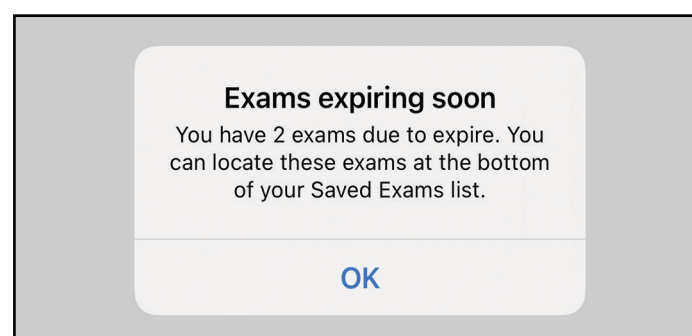 Exams expiring soon
You have 2 exams due to expire. You
can locate these exams at the bottom
of your Saved Exams list.
OK